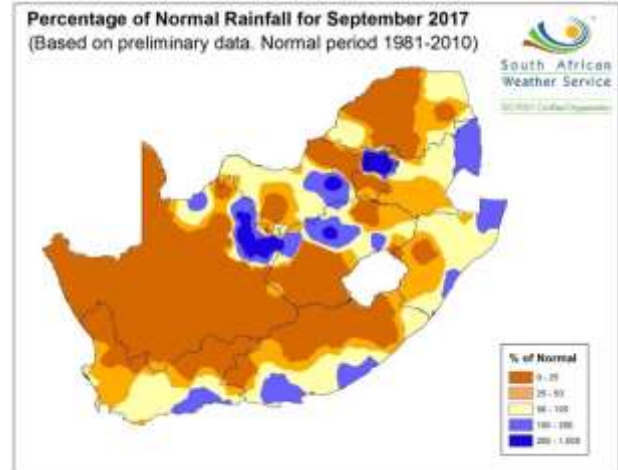 Percentage of Normal Rainfall for September 2017
(Based on preliminary data. Normal period 1981-2010)
South African
Weather Service
% of Normal
0 - 25
25 - 50
50 - 100
100 - 200
200 - 1,000